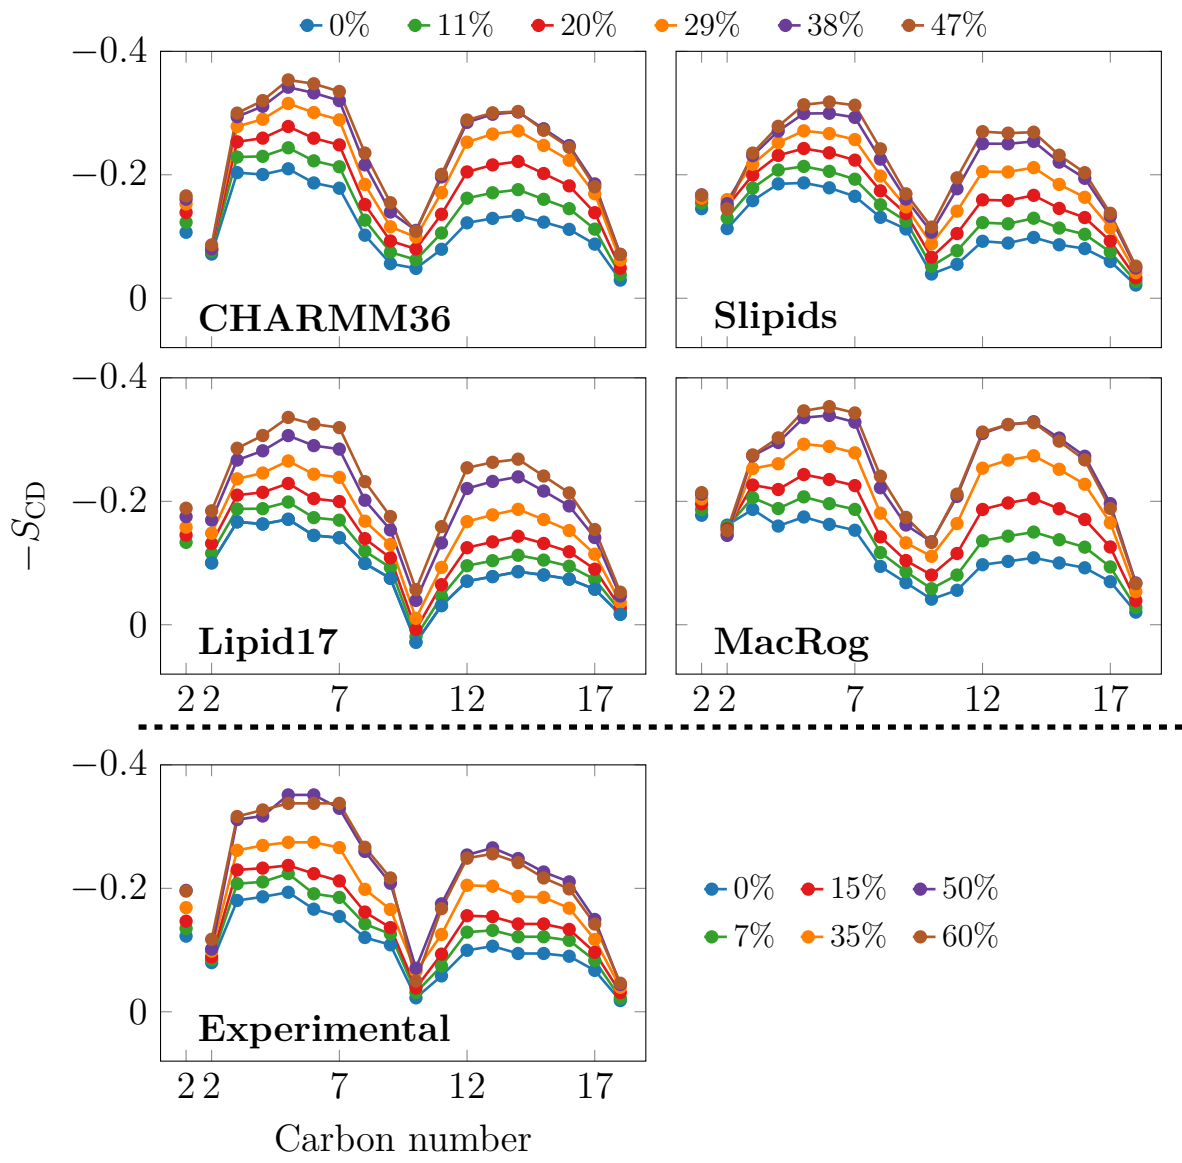 0% 11% 20% 29% 38% 47%
−0.4
−0.2
0
CHARMM36
Slipids
−0.4
−0.2
0
Lipid17
MacRog
2 2 7 12 17
2 2 7 12 17
−S_CD
−0.4
−0.2
0
Experimental
2 2 7 12 17
Carbon number
0% 15% 50%
7% 35% 60%